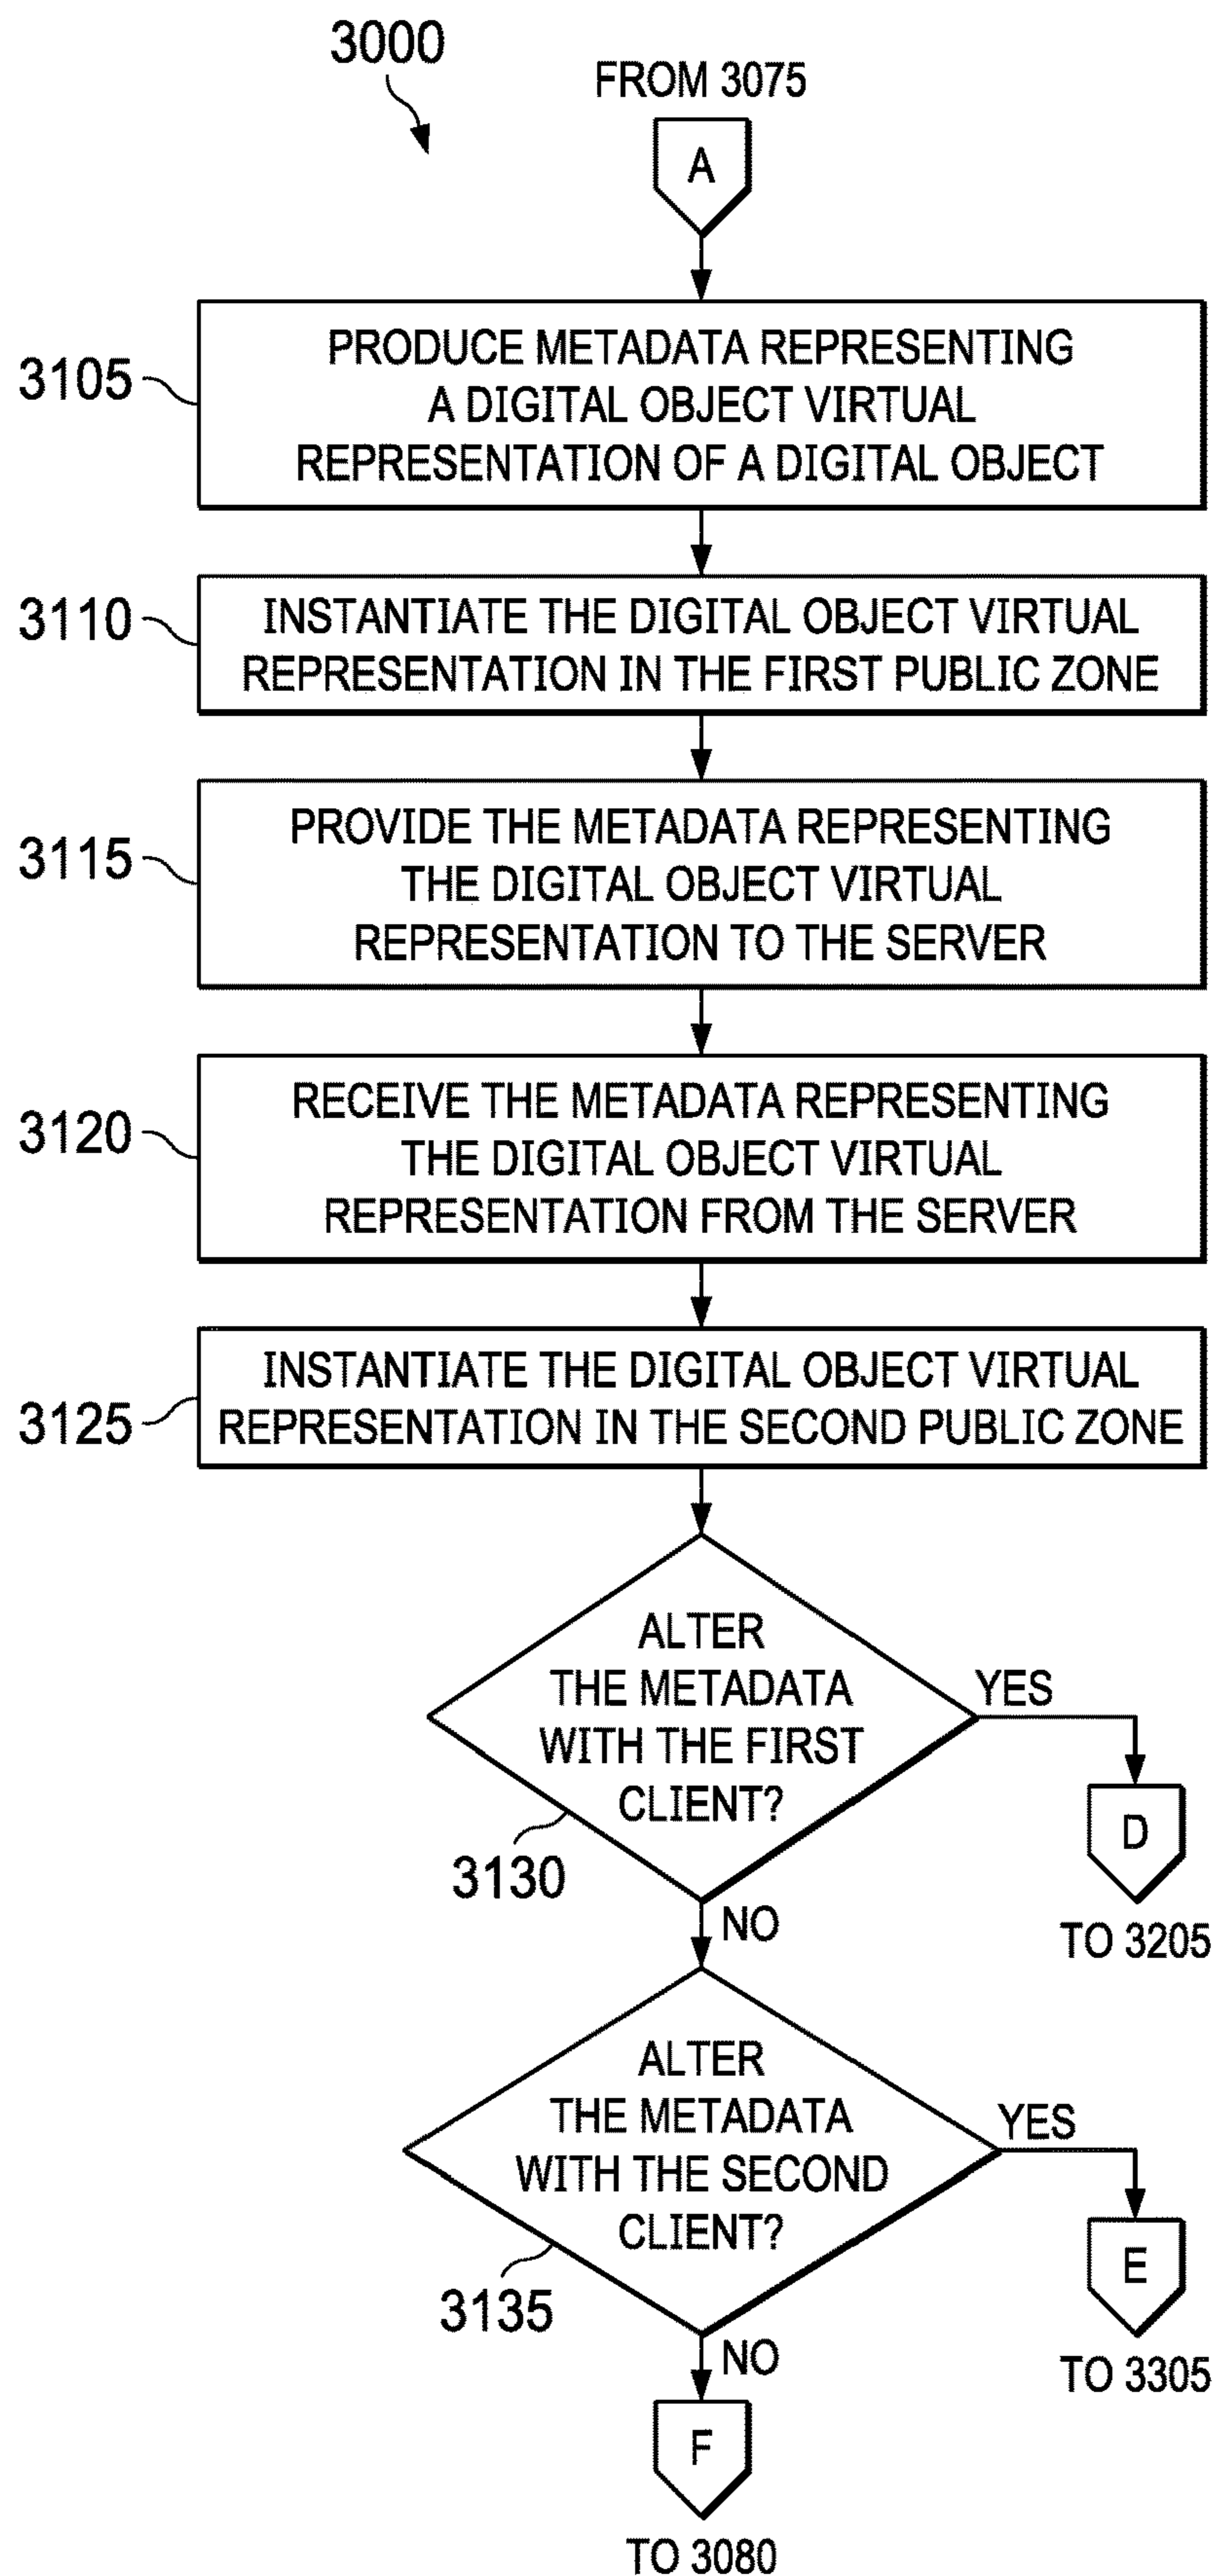 3000
FROM 3075
A
3105
PRODUCE METADATA REPRESENTING
A DIGITAL OBJECT VIRTUAL
REPRESENTATION OF A DIGITAL OBJECT
3110
INSTANTIATE THE DIGITAL OBJECT VIRTUAL
REPRESENTATION IN THE FIRST PUBLIC ZONE
3115
PROVIDE THE METADATA REPRESENTING
THE DIGITAL OBJECT VIRTUAL
REPRESENTATION TO THE SERVER
3120
RECEIVE THE METADATA REPRESENTING
THE DIGITAL OBJECT VIRTUAL
REPRESENTATION FROM THE SERVER
3125
INSTANTIATE THE DIGITAL OBJECT VIRTUAL
REPRESENTATION IN THE SECOND PUBLIC ZONE
ALTER
THE METADATA
WITH THE FIRST
CLIENT?
3130
YES
D
TO 3205
NO
ALTER
THE METADATA
WITH THE SECOND
CLIENT?
3135
YES
E
TO 3305
NO
F
TO 3080